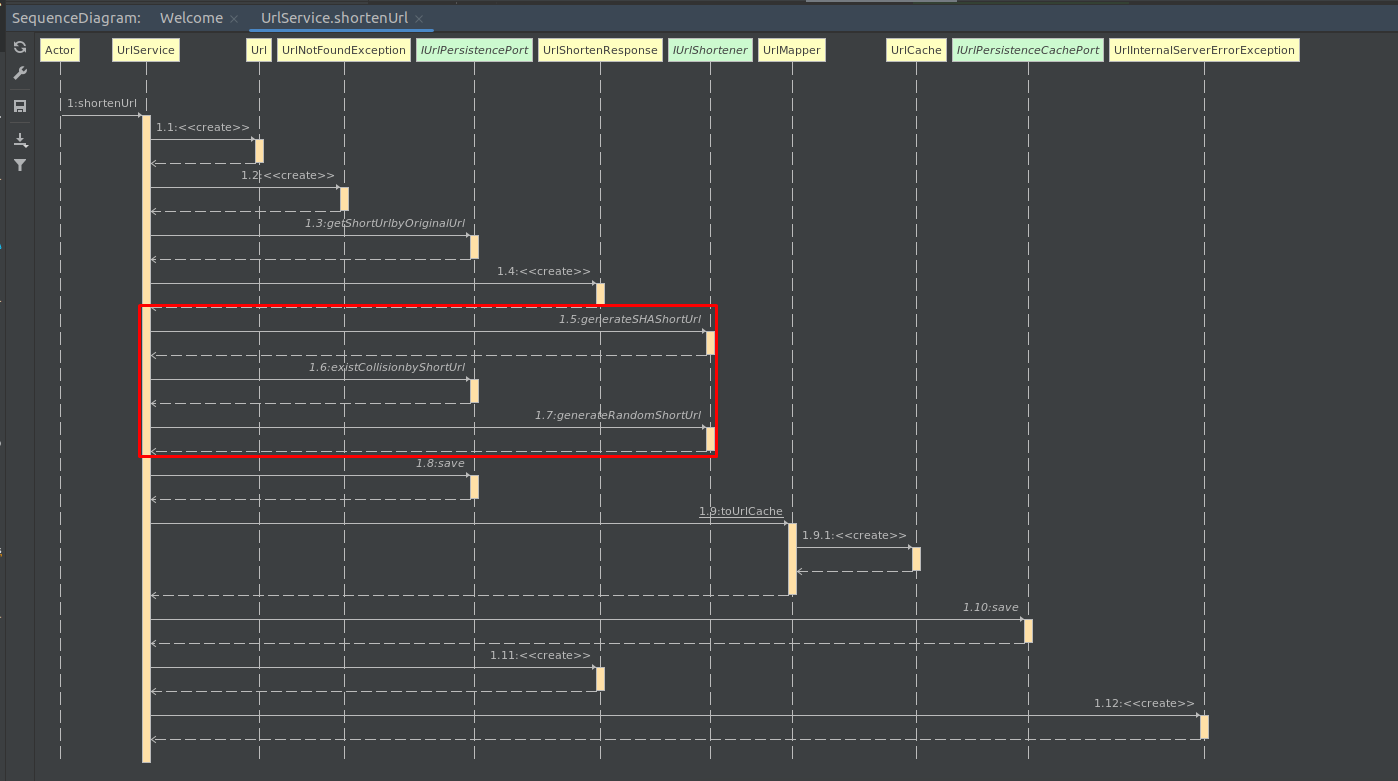 SequenceDiagram: Welcome × UrlService.shortenUrl ×
Actor UrlService Url UrlNotFoundException IUrlPersistencePort UrlShortenResponse IUrlShortener UrlMapper UrlCache IUrlPersistenceCachePort UrlInternalServerErrorException
1:shortenUrl
1.1:<<create>>
1.2:<<create>>
1.3:getShortUrlbyOriginalUrl
1.4:<<create>>
1.5:generateSHAShortUrl
1.6:existCollisionbyShortUrl
1.7:generateRandomShortUrl
1.8:save
1.9:toUrlCache
1.9.1:<<create>>
1.10:save
1.11:<<create>>
1.12:<<create>>